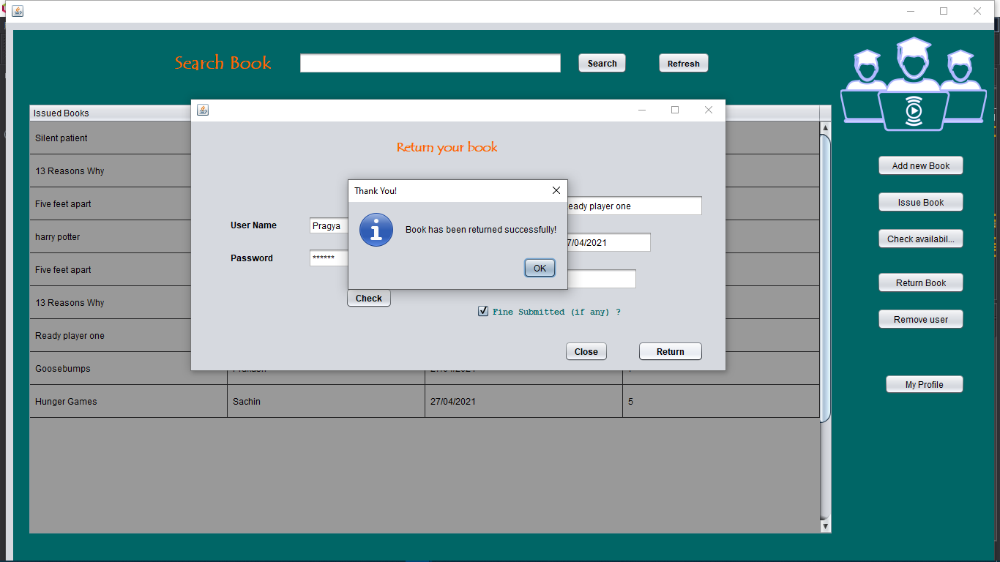 Search Book
Search
Refresh
Issued Books
Silent patient
13 Reasons Why
Five feet apart
harry potter
Five feet apart
13 Reasons Why
Ready player one
Goosebumps
Hunger Games Sachin 27/04/2021 5
Return your book
User Name Pragya
Password ******
Check
eady player one
7/04/2021
Fine Submitted (if any) ?
Close
Return
Thank You!
Book has been returned successfully!
OK
Add new Book
Issue Book
Check availabil...
Return Book
Remove user
My Profile